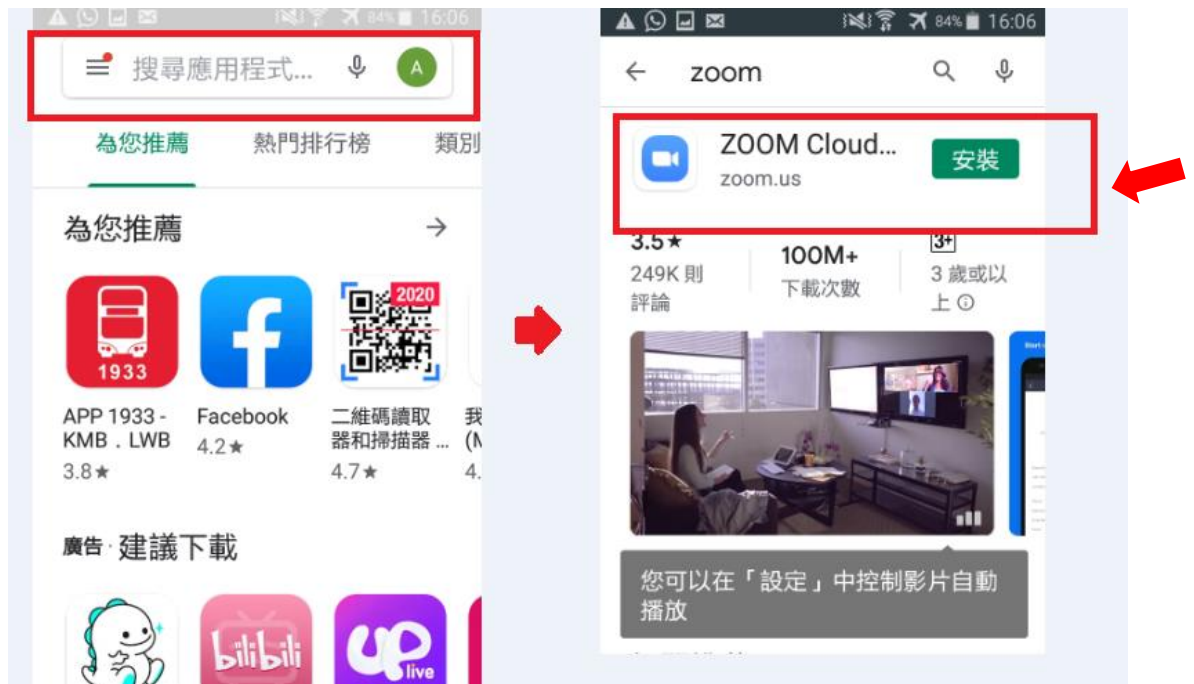 84% 16:06
搜尋應用程式...
A
為您推薦 熱門排行榜 類別
為您推薦
1933
2020
APP 1933 -
KMB . LWB
3.8★
Facebook
4.2★
二維碼讀取
器和掃描器 ...
4.7★
我
(M
4.
廣告 · 建議下載
bilibili
up
live
84% 16:06
zoom
ZOOM Cloud...
zoom.us
安裝
3.5★
249K 則
評論
100M+
下載次數
3+
3 歲或以
上
您可以在「設定」中控制影片自動
播放